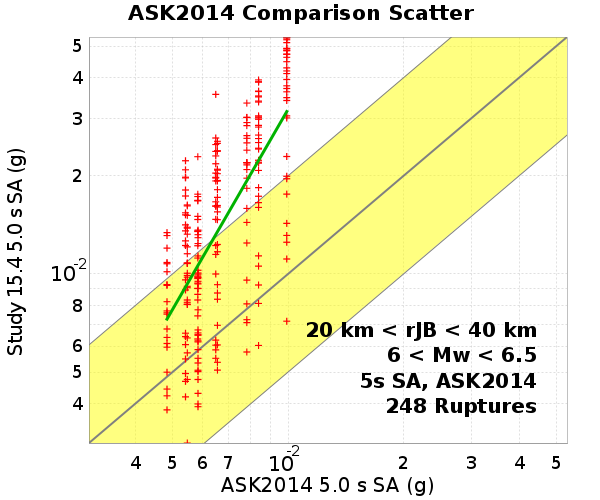 ASK2014 Comparison Scatter
5
4
3
2
10-2
8
6
5
4
Study 15.4 5.0 s SA (g)
20 km < rJB < 40 km
6 < Mw < 6.5
5s SA, ASK2014
248 Ruptures
4 5 6 7 10-2 2 3 4 5
ASK2014 5.0 s SA (g)